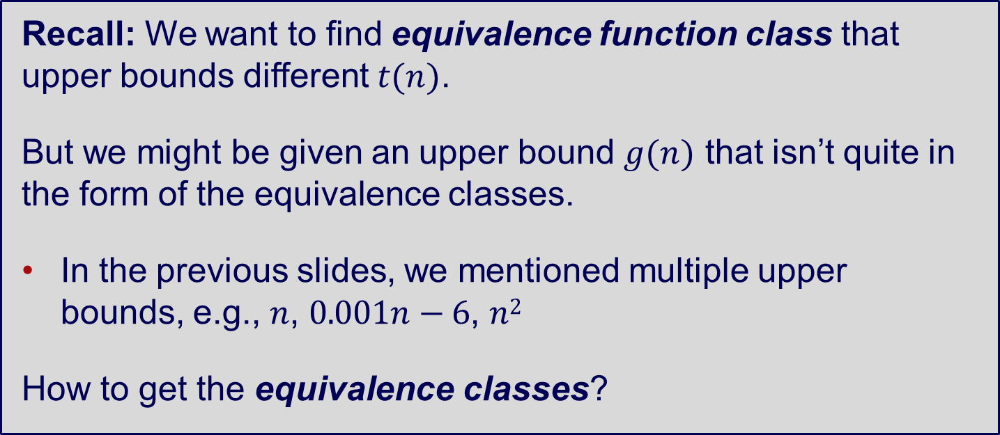 Recall: We want to find equivalence function class that
upper bounds different t(n).
But we might be given an upper bound g(n) that isn’t quite in
the form of the equivalence classes.
• In the previous slides, we mentioned multiple upper
bounds, e.g., n, 0.001n − 6, n²
How to get the equivalence classes?